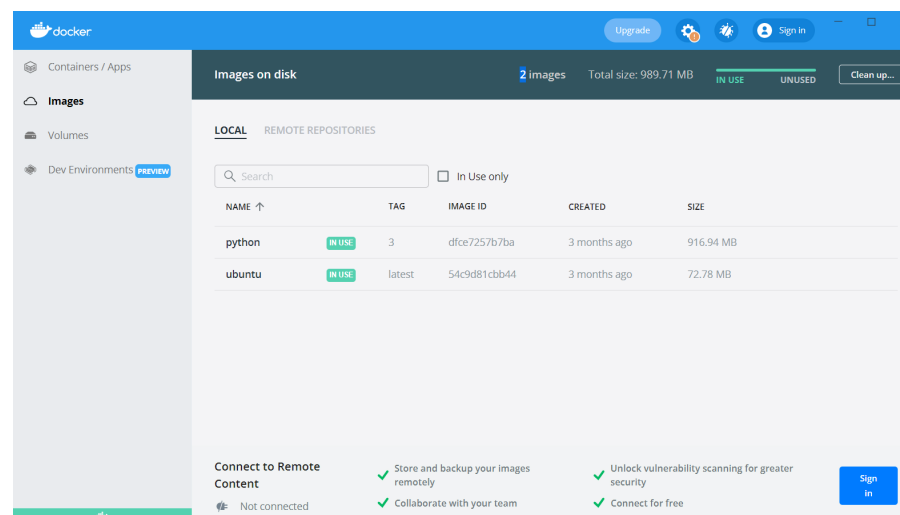 docker
Upgrade
Sign in
Containers / Apps
Images
Volumes
Dev Environments PREVIEW
Images on disk
2 images Total size: 989.71 MB IN USE UNUSED Clean up...
LOCAL REMOTE REPOSITORIES
Search
In Use only
NAME TAG IMAGE ID CREATED SIZE
python IN USE 3 dfce7257b7ba 3 months ago 916.94 MB
ubuntu IN USE latest 54c9d81cbb44 3 months ago 72.78 MB
Connect to Remote
Content
Not connected
Store and backup your images
remotely
Collaborate with your team
Unlock vulnerability scanning for greater
security
Connect for free
Sign
in